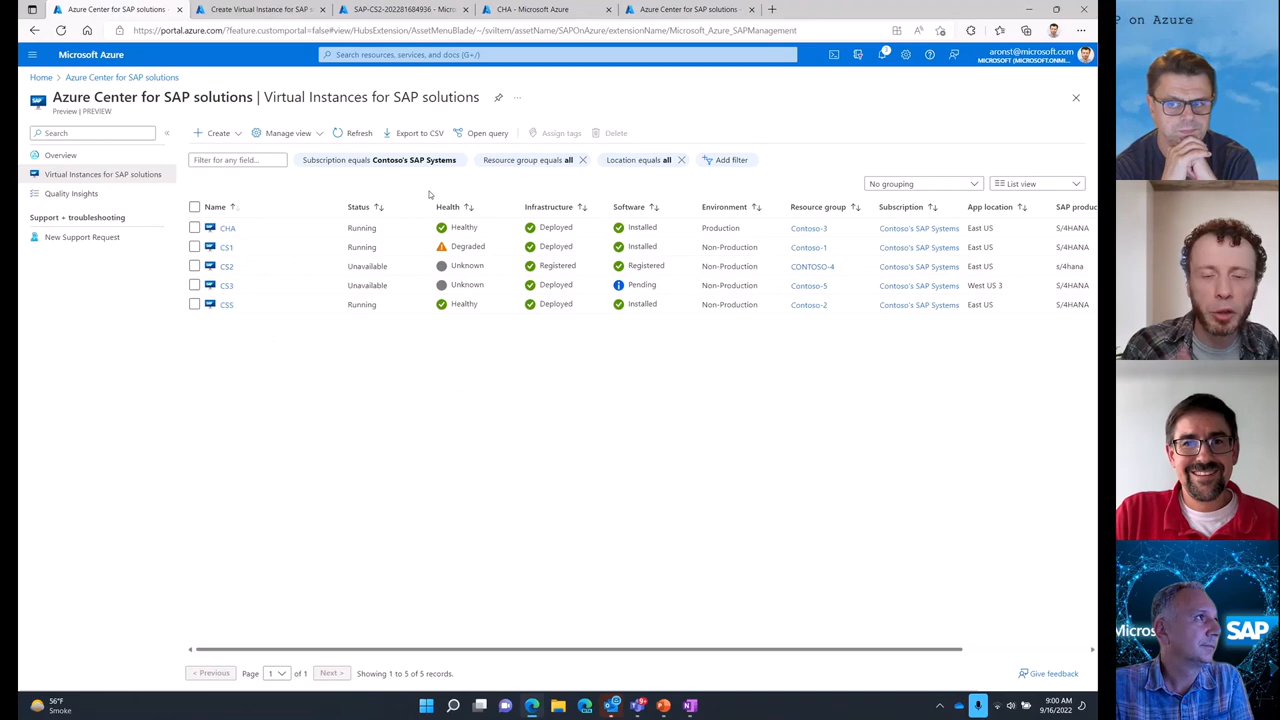 Azure Center for SAP solutions -
Create Virtual Instance for SAP s
SAP-CS2-202281684936 - Micro
CHA - Microsoft Azure
Azure Center for SAP solutions -
https://portal.azure.com/?feature.customportal=false#view/HubsExtension/AssetMenuBlade/~/sviItem/assetName/SAPOnAzure/extensionName/Microsoft_Azure_SAPManagement
Microsoft Azure
Search resources, services, and docs (G+/)
3
aronst@microsoft.com
MICROSOFT (MICROSOFT.ONMI...
Home > Azure Center for SAP solutions
Azure Center for SAP solutions | Virtual Instances for SAP solutions
Preview | PREVIEW
Search
Overview
Virtual Instances for SAP solutions
Quality Insights
Support + troubleshooting
New Support Request
Create
Manage view
Refresh
Export to CSV
Open query
Assign tags
Delete
Filter for any field...
Subscription equals Contoso's SAP Systems
Resource group equals all
Location equals all
Add filter
No grouping
List view
Name Status Health Infrastructure Software Environment Resource group Subscription App location SAP produc
CHA Running Healthy Deployed Installed Production Contoso-3 Contoso's SAP Systems East US S/4HANA
CS1 Running Degraded Deployed Installed Non-Production Contoso-1 Contoso's SAP Systems East US S/4HANA
CS2 Unavailable Unknown Registered Registered Non-Production CONTOSO-4 Contoso's SAP Systems East US s/4hana
CS3 Unavailable Unknown Deployed Pending Non-Production Contoso-5 Contoso's SAP Systems West US 3 S/4HANA
CSS Running Healthy Deployed Installed Non-Production Contoso-2 Contoso's SAP Systems East US S/4HANA
< Previous
Page 1 of 1
Next >
Showing 1 to 5 of 5 records.
Give feedback
56°F
Smoke
9:00 AM
9/16/2022
P on Azure
Micros
SAP